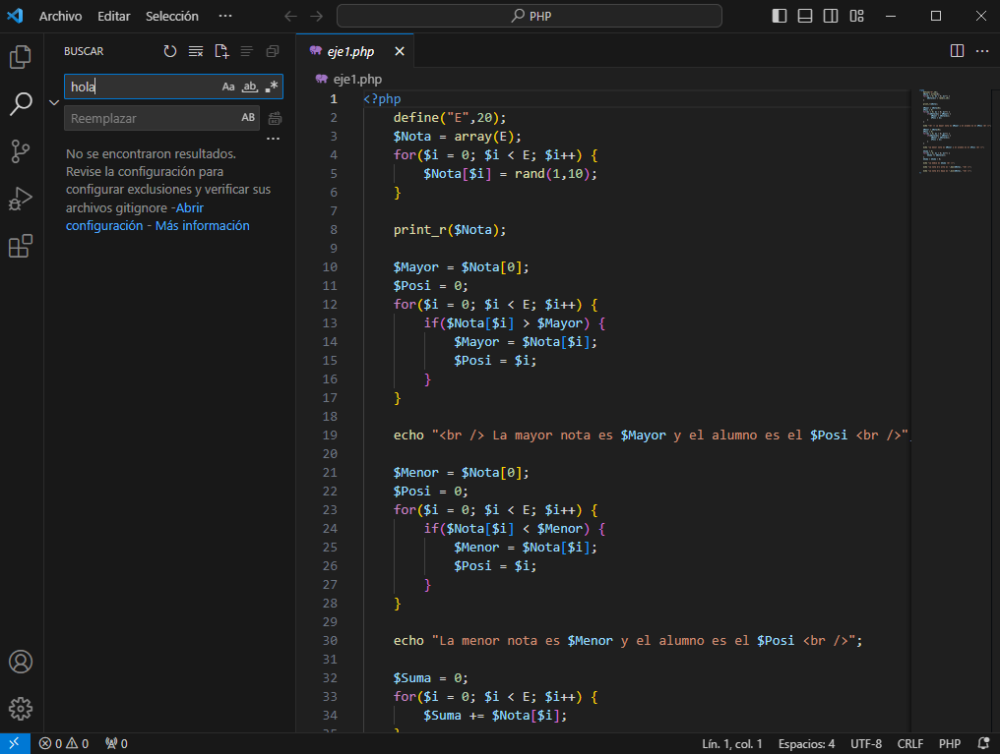 Archivo Editar Selección ··· PHP
BUSCAR
eje1.php
hola
Aa ab .*
Reemplazar
AB
No se encontraron resultados.
Revise la configuración para
configurar exclusiones y verificar sus
archivos gitignore -Abrir
configuración - Más información
eje1.php
1 <?php
2 define("E",20);
3 $Nota = array(E);
4 for($i = 0; $i < E; $i++) {
5 $Nota[$i] = rand(1,10);
6 }
7
8 print_r($Nota);
9
10 $Mayor = $Nota[0];
11 $Posi = 0;
12 for($i = 0; $i < E; $i++) {
13 if($Nota[$i] > $Mayor) {
14 $Mayor = $Nota[$i];
15 $Posi = $i;
16 }
17 }
18
19 echo "<br /> La mayor nota es $Mayor y el alumno es el $Posi <br />"
20
21 $Menor = $Nota[0];
22 $Posi = 0;
23 for($i = 0; $i < E; $i++) {
24 if($Nota[$i] < $Menor) {
25 $Menor = $Nota[$i];
26 $Posi = $i;
27 }
28 }
29
30 echo "La menor nota es $Menor y el alumno es el $Posi <br />";
31
32 $Suma = 0;
33 for($i = 0; $i < E; $i++) {
34 $Suma += $Nota[$i];
35 }
0 0 0 Lín. 1, col. 1 Espacios: 4 UTF-8 CRLF PHP